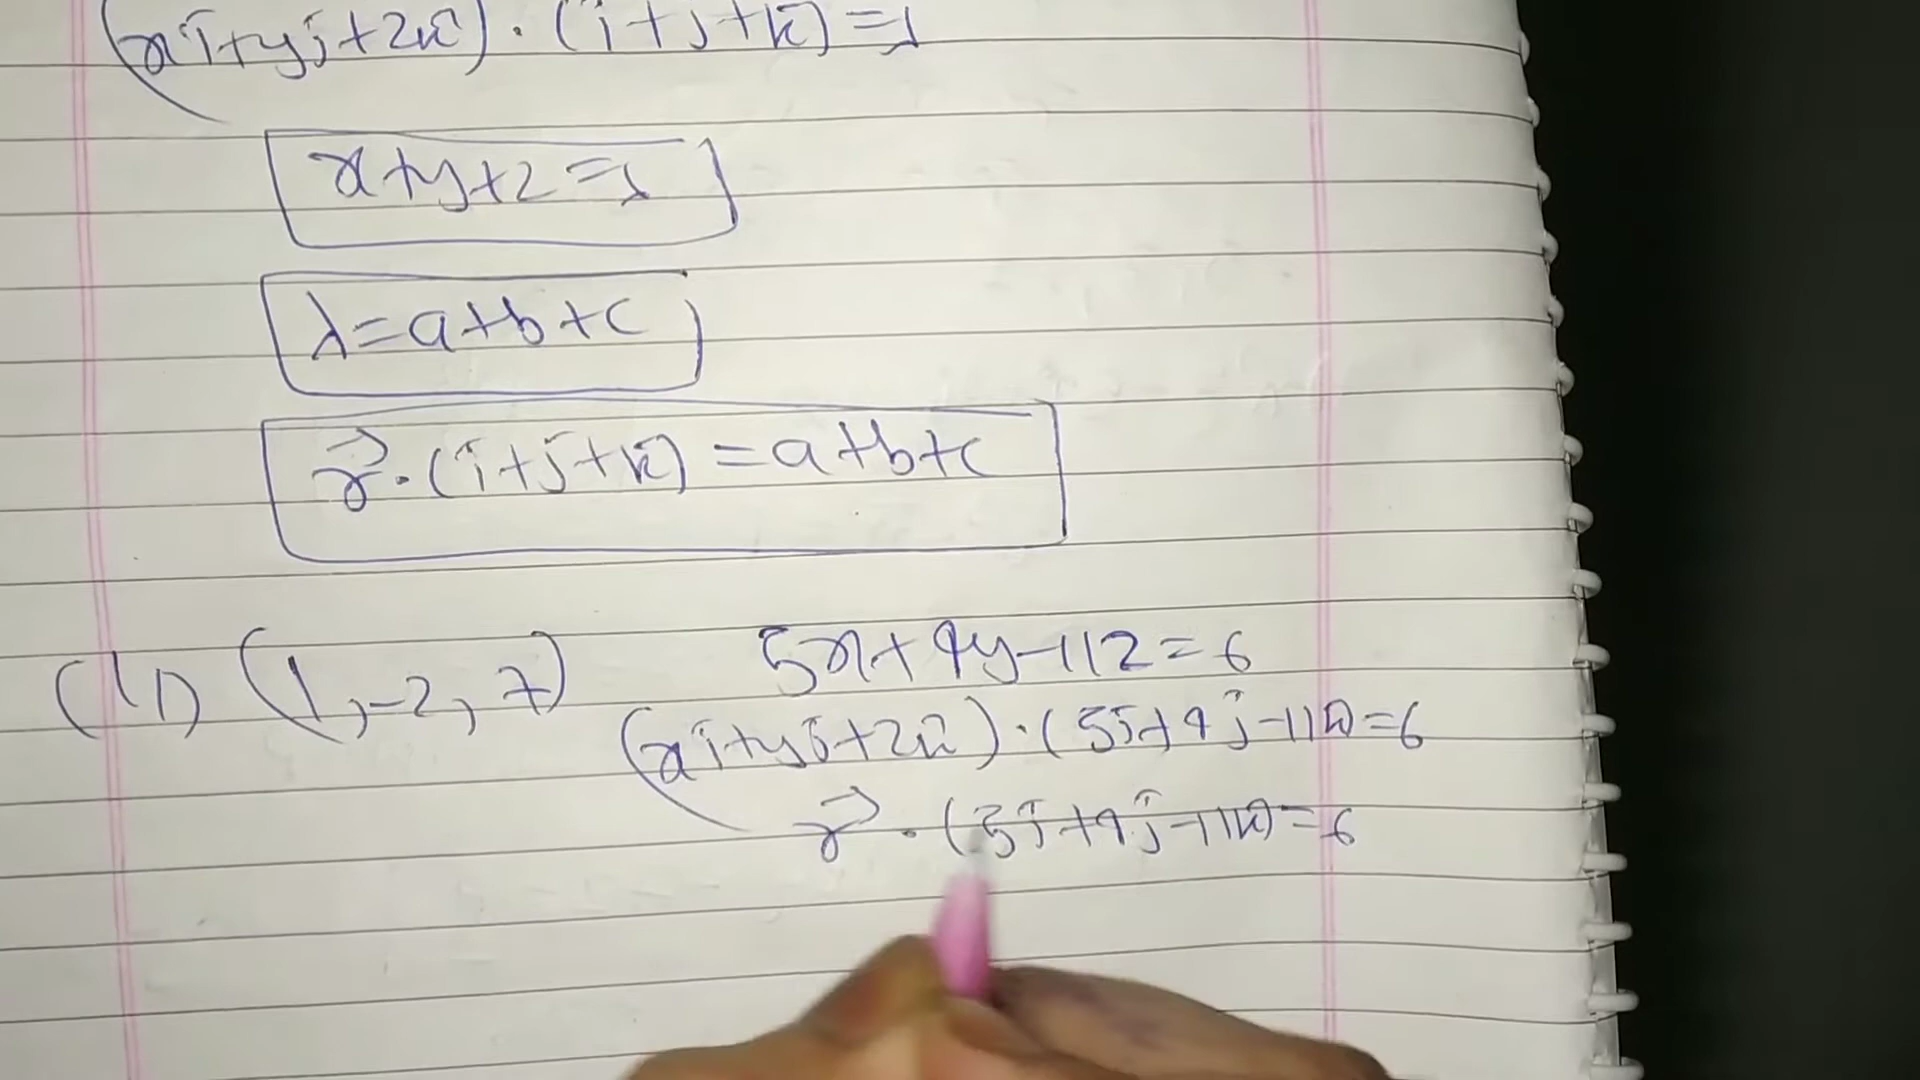 (xi+yj+zk̂).(i+j+k̂)=λ
x+y+z=λ
λ=a+b+c
r⃗.(i+j+k̂)=a+b+c
(1,-2,7) 5x+9y-11z=6
(xi+yj+zk̂).(5i+9j-11k̂)=6
r⃗.(5i+9j-11k̂)=6